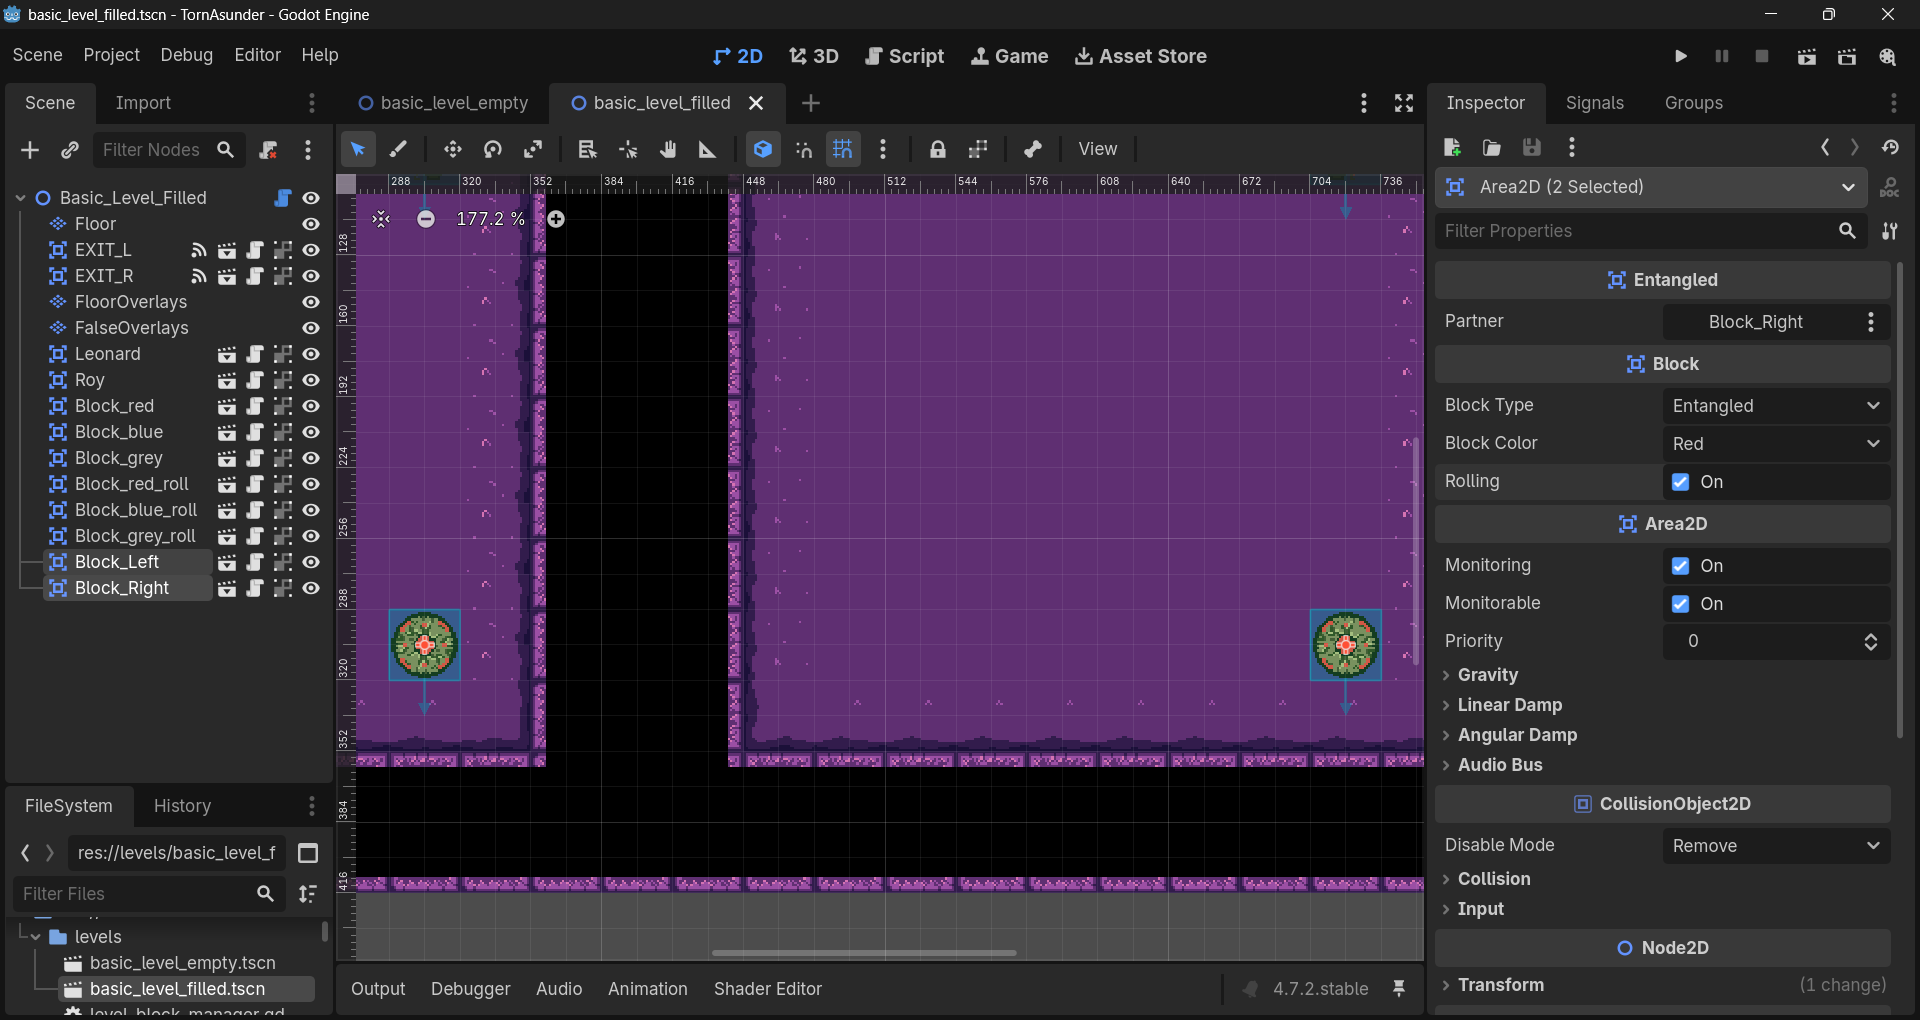 basic_level_filled.tscn - TornAsunder - Godot Engine
Scene Project Debug Editor Help
2D 3D Script Game Asset Store
Scene Import
Filter Nodes
Basic_Level_Filled
Floor
EXIT_L
EXIT_R
FloorOverlays
FalseOverlays
Leonard
Roy
Block_red
Block_blue
Block_grey
Block_red_roll
Block_blue_roll
Block_grey_roll
Block_Left
Block_Right
FileSystem History
res://levels/basic_level_f
Filter Files
levels
basic_level_empty.tscn
basic_level_filled.tscn
level_block_manager.gd
basic_level_empty basic_level_filled
View
288 320 352 384 416 448 480 512 544 576 608 640 672 704 736
177.2 %
128
160
192
224
256
288
320
352
384
416
Output Debugger Audio Animation Shader Editor 4.7.2.stable
Inspector Signals Groups
Area2D (2 Selected)
DOC
Filter Properties
Entangled
Partner Block_Right
Block
Block Type Entangled
Block Color Red
Rolling On
Area2D
Monitoring On
Monitorable On
Priority 0
Gravity
Linear Damp
Angular Damp
Audio Bus
CollisionObject2D
Disable Mode Remove
Collision
Input
Node2D
Transform (1 change)